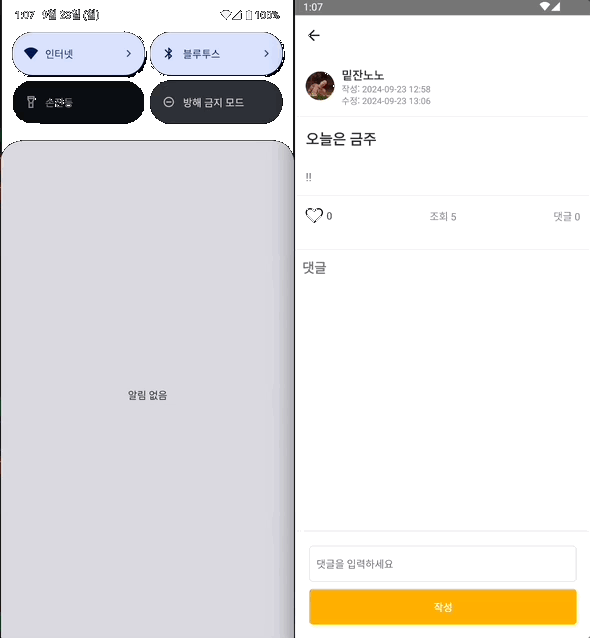 1:07 9월 23일 (월) 100%
인터넷
블루투스
손전등
방해 금지 모드
알림 없음
1:07
밑잔노노
작성: 2024-09-23 12:58
수정: 2024-09-23 13:06
오늘은 금주
!!
0
조회 5
댓글 0
댓글
댓글을 입력하세요
작성